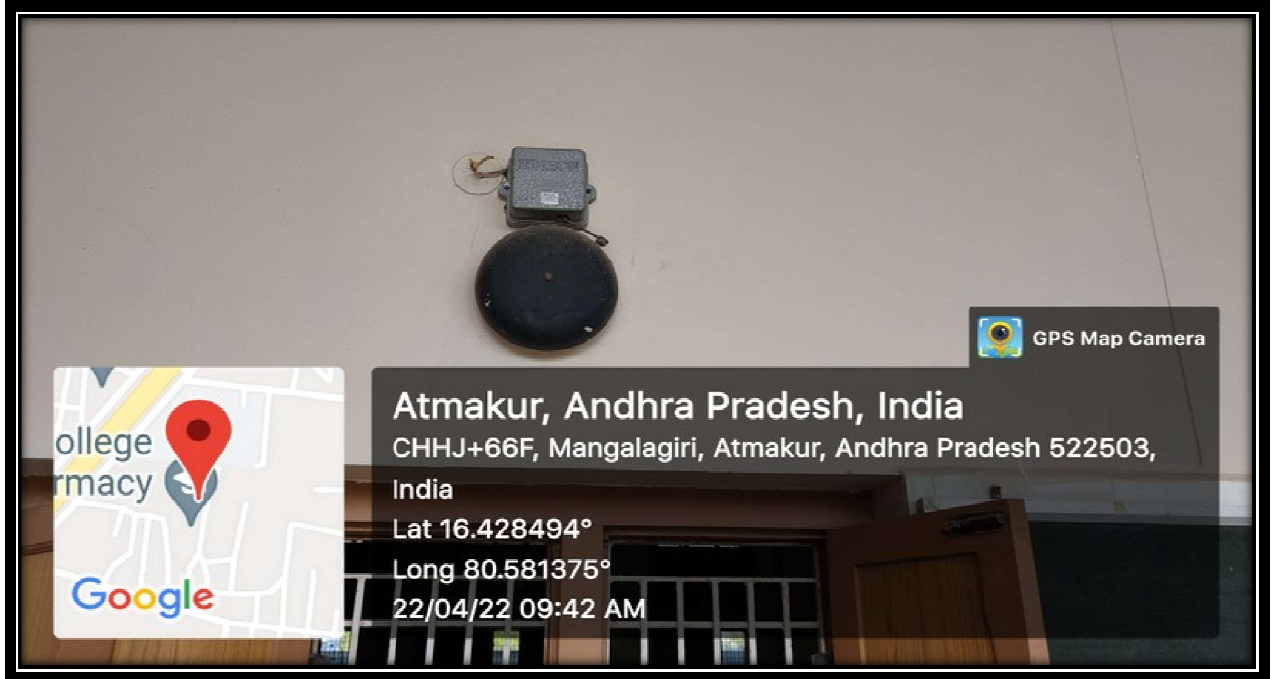 GPS Map Camera
Atmakur, Andhra Pradesh, India
CHHJ+66F, Mangalagiri, Atmakur, Andhra Pradesh 522503,
India
Lat 16.428494°
Long 80.581375°
22/04/22 09:42 AM
ollege
rmacy
Google